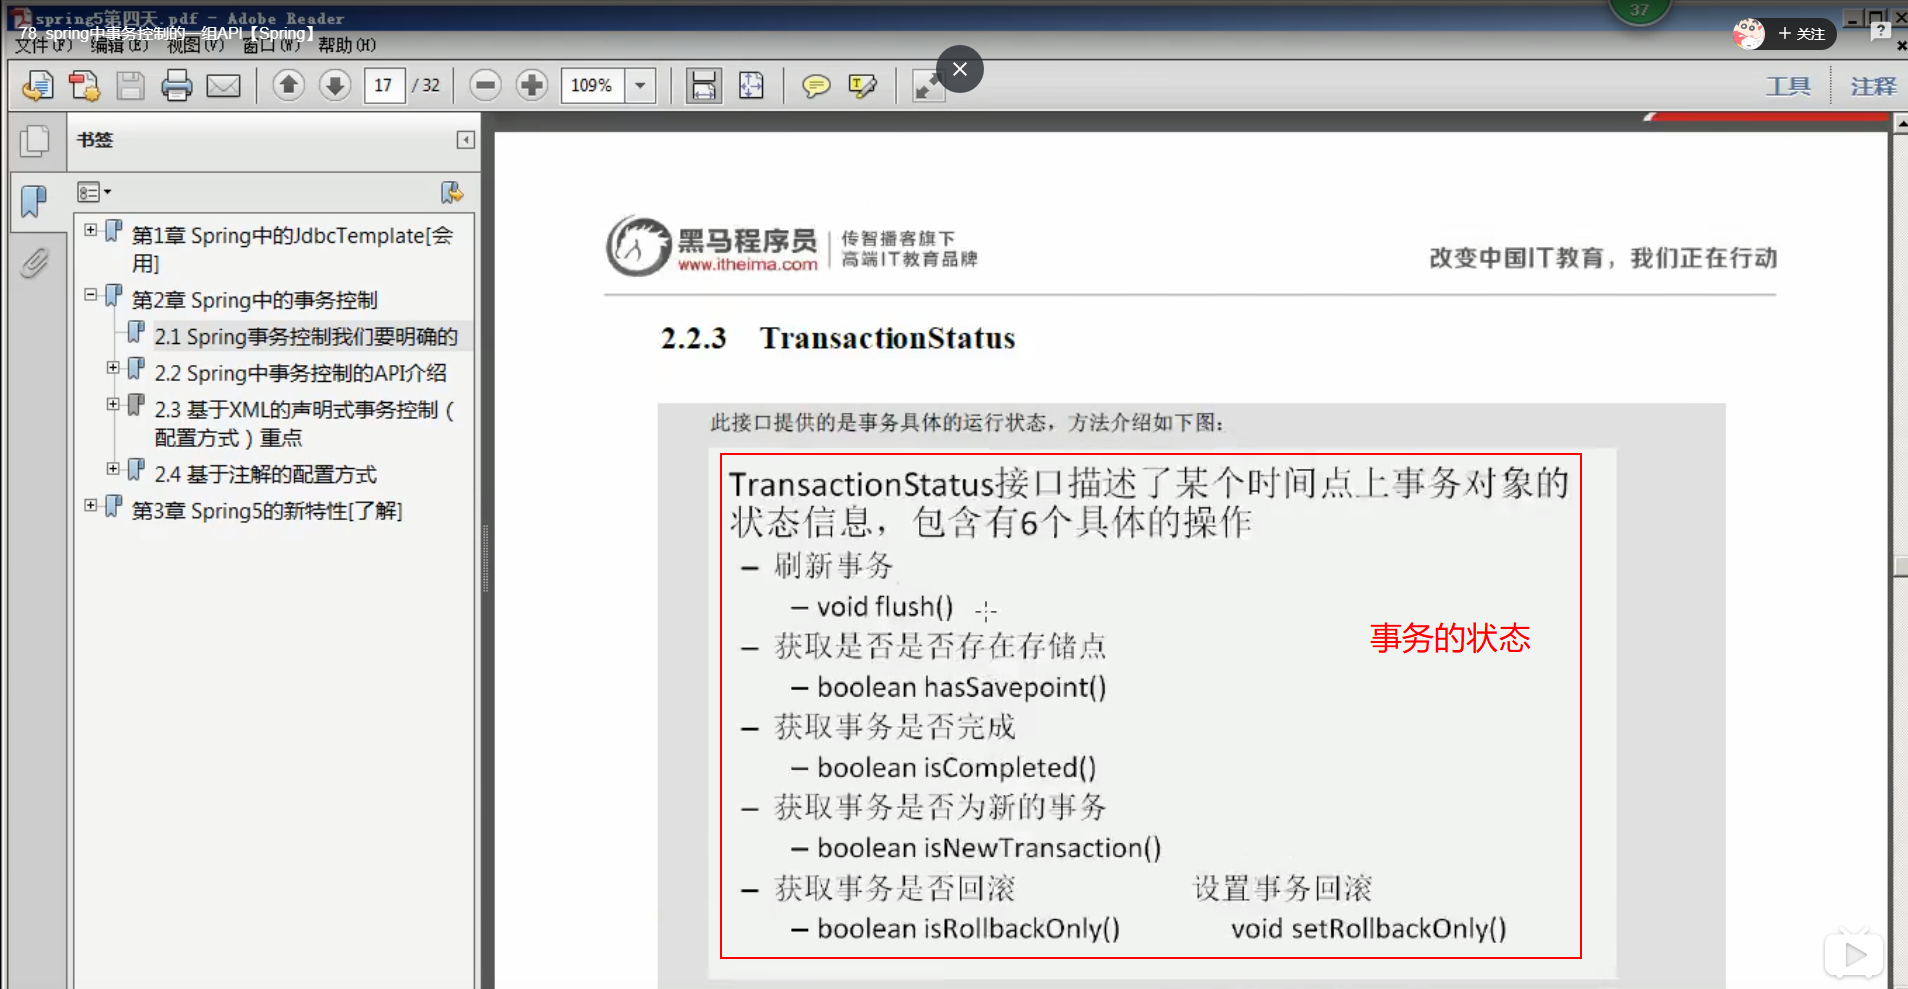 spring5第四天.pdf - Adobe Reader
78. spring中事务控制的一组API【Spring】
37
+ 关注
?
文件(F) 编辑(E) 视图(V) 窗口(W) 帮助(H)
17 / 32
109%
工具
注释
书签
第1章 Spring中的JdbcTemplate[会
用]
第2章 Spring中的事务控制
2.1 Spring事务控制我们要明确的
2.2 Spring中事务控制的API介绍
2.3 基于XML的声明式事务控制（
配置方式）重点
2.4 基于注解的配置方式
第3章 Spring5的新特性[了解]
黑马程序员
www.itheima.com
传智播客旗下
高端IT教育品牌
改变中国IT教育，我们正在行动
2.2.3 TransactionStatus
此接口提供的是事务具体的运行状态，方法介绍如下图：
TransactionStatus接口描述了某个时间点上事务对象的
状态信息，包含有6个具体的操作
– 刷新事务
– void flush()
– 获取是否是否存在存储点
– boolean hasSavepoint()
– 获取事务是否完成
– boolean isCompleted()
– 获取事务是否为新的事务
– boolean isNewTransaction()
– 获取事务是否回滚 设置事务回滚
– boolean isRollbackOnly() void setRollbackOnly()
事务的状态